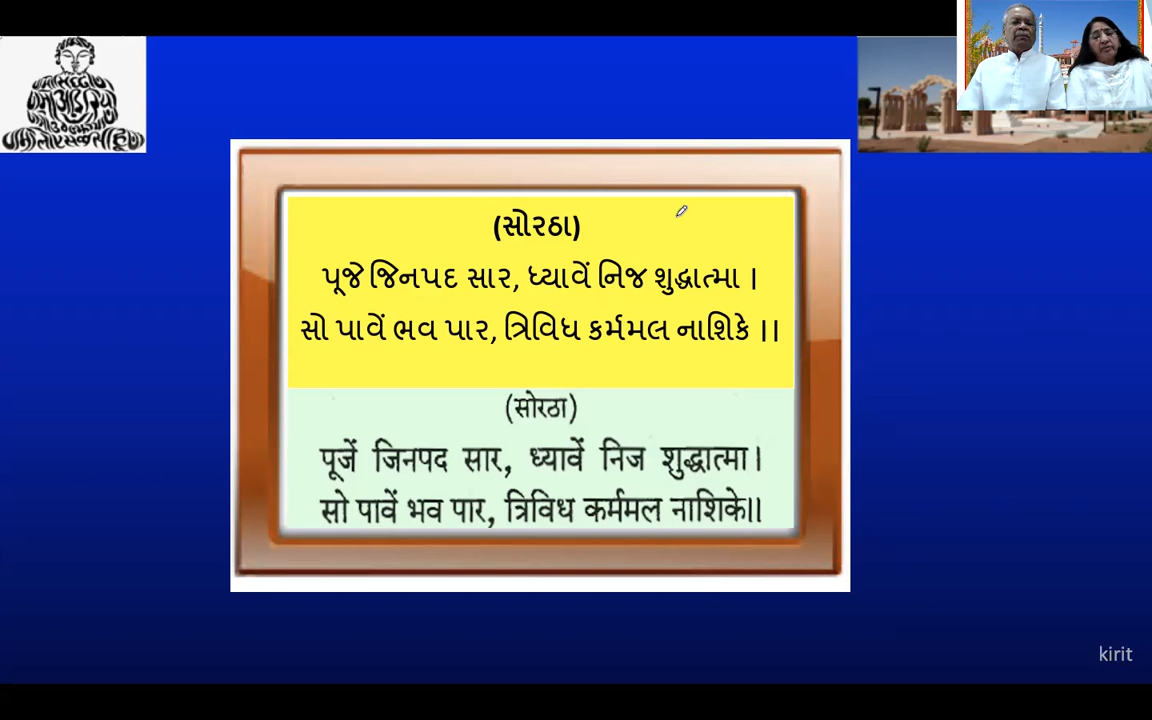 (સોરઠા)
પૂજે જિનપદ સાર, ધ્યાવેં નિજ શુદ્ધાત્મા |
સો પાવેં ભવ પાર, ત્રિવિધ કર્મમલ નાશિકે ||
(सोरठा)
पूजें जिनपद सार, ध्यावें निज शुद्धात्मा।
सो पावें भव पार, त्रिविध कर्ममल नाशिके॥
kirit